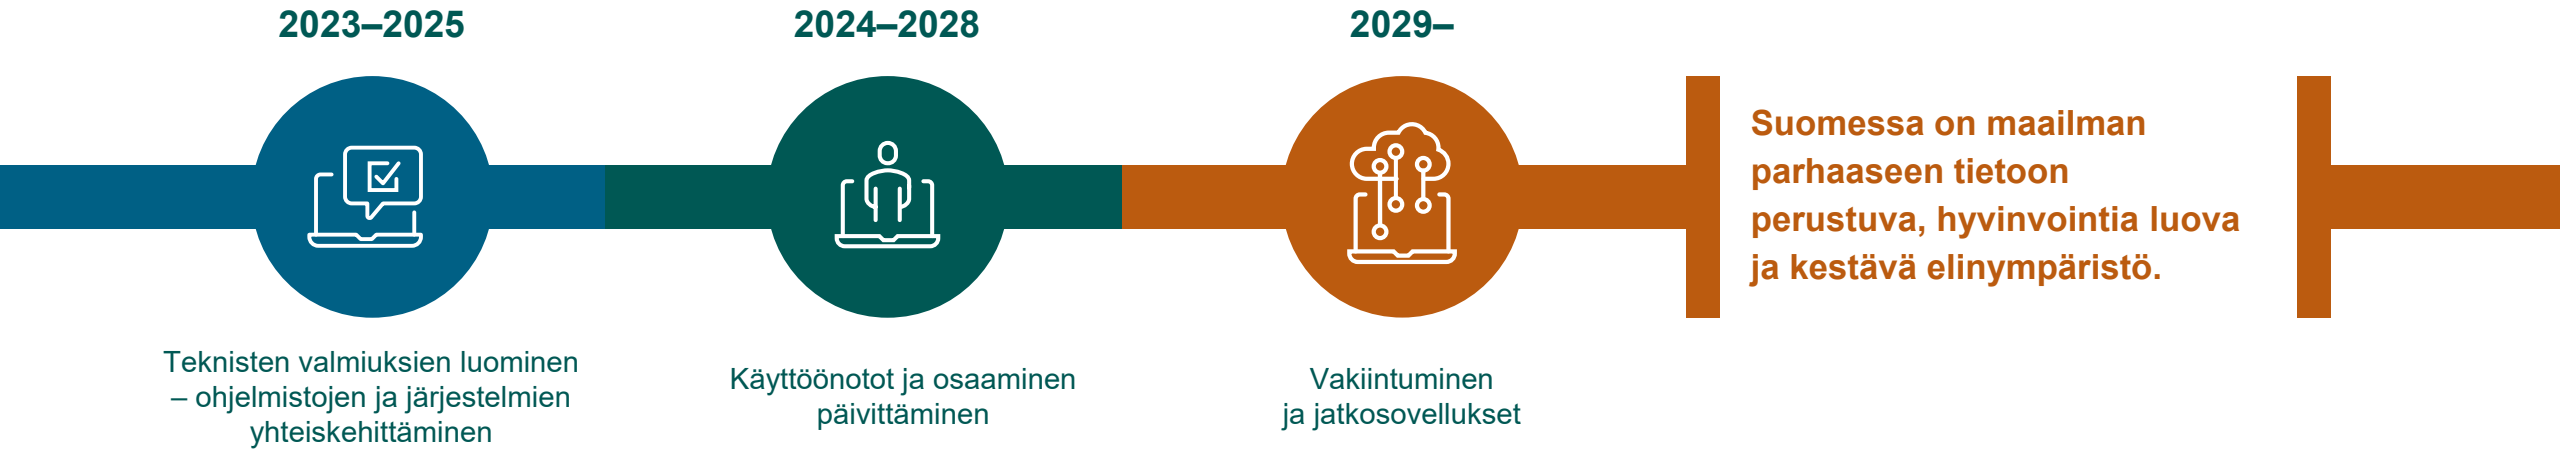 2023–2025
Teknisten valmiuksien luominen
– ohjelmistojen ja järjestelmien
yhteiskehittäminen
2024–2028
Käyttöönotot ja osaaminen
päivittäminen
2029–
Vakiintuminen
ja jatkosovellukset
Suomessa on maailman
parhaaseen tietoon
perustuva, hyvinvointia luova
ja kestävä elinympäristö.